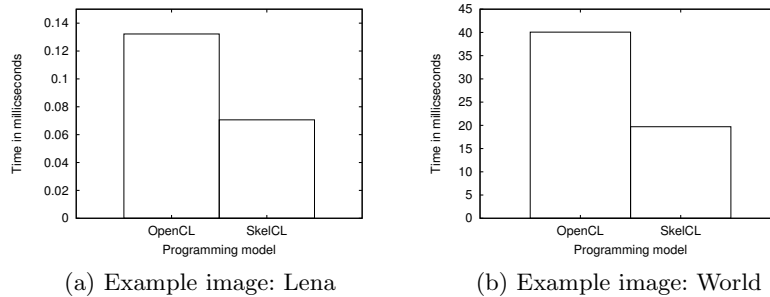 0.14
0.12
0.1
0.08
0.06
0.04
0.02
0
Time in millicseconds
OpenCL SkelCL
Programming model
(a) Example image: Lena
45
40
35
30
25
20
15
10
5
0
Time in millicseconds
OpenCL SkelCL
Programming model
(b) Example image: World